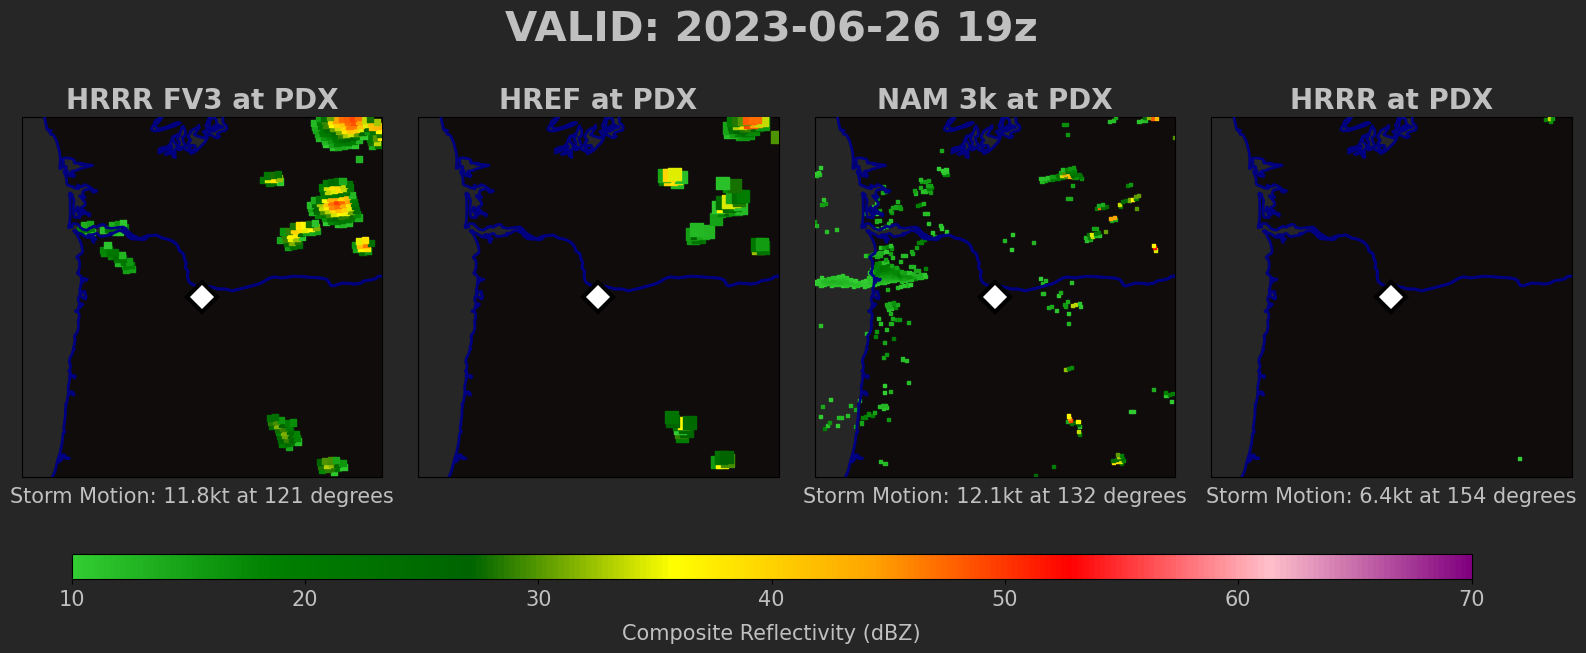 VALID: 2023-06-26 19z
HRRR FV3 at PDX
HREF at PDX
NAM 3k at PDX
HRRR at PDX
Storm Motion: 11.8kt at 121 degrees
Storm Motion: 12.1kt at 132 degrees
Storm Motion: 6.4kt at 154 degrees
10 20 30 40 50 60 70
Composite Reflectivity (dBZ)